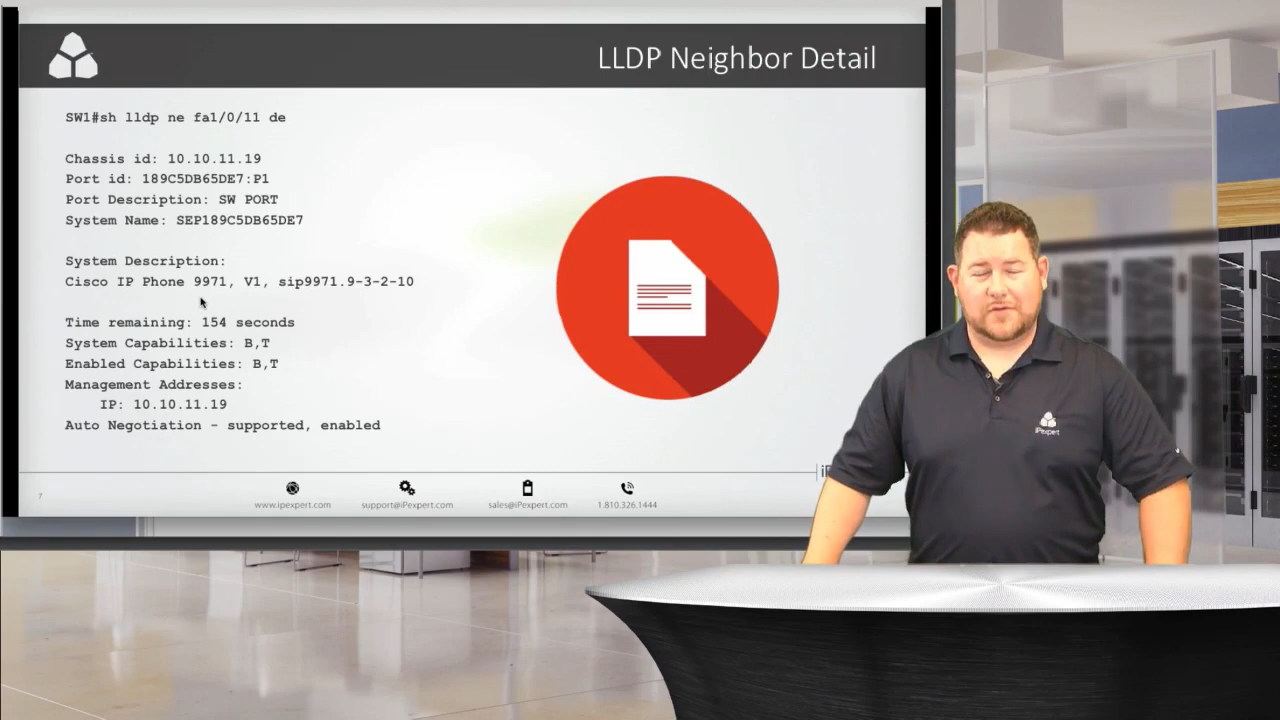 LLDP Neighbor Detail
SW1#sh lldp ne fa1/0/11 de
Chassis id: 10.10.11.19
Port id: 189C5DB65DE7:P1
Port Description: SW PORT
System Name: SEP189C5DB65DE7
System Description:
Cisco IP Phone 9971, V1, sip9971.9-3-2-10
Time remaining: 154 seconds
System Capabilities: B,T
Enabled Capabilities: B,T
Management Addresses:
IP: 10.10.11.19
Auto Negotiation - supported, enabled
iPexpert
7
www.ipexpert.com
support@iPexpert.com
sales@iPexpert.com
1.810.326.1444